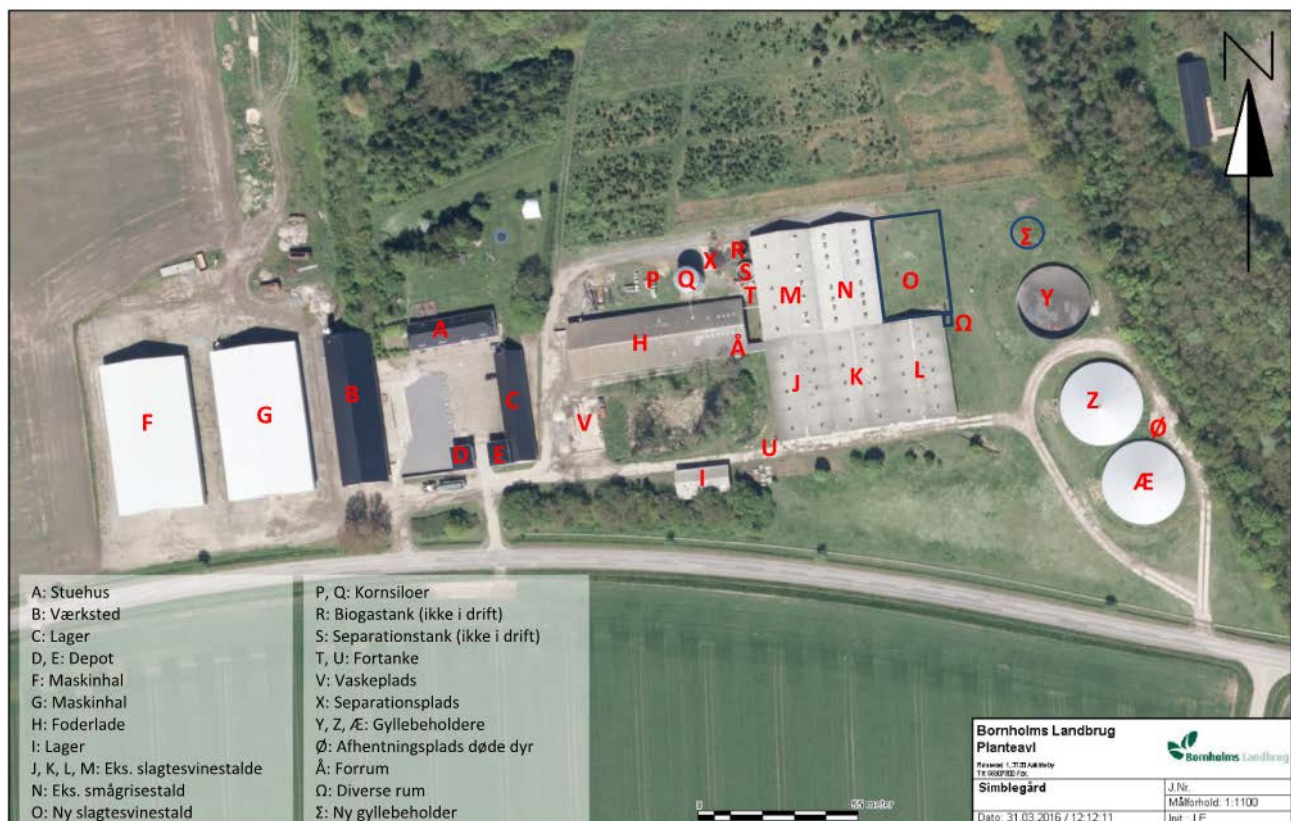 N
R
X
S
P
Q
T
M
N
O
Σ
Y
Ω
A
H
Å
J
K
L
B
C
F
G
V
Z
Ø
D
E
U
I
Æ
A: Stuehus
B: Værksted
C: Lager
D, E: Depot
F: Maskinhal
G: Maskinhal
H: Foderlade
I: Lager
J, K, L, M: Eks. slagtesvinestalde
N: Eks. smågrisestald
O: Ny slagtesvinestald
P, Q: Kornsiloer
R: Biogastank (ikke i drift)
S: Separationstank (ikke i drift)
T, U: Fortanke
V: Vaskeplads
X: Separationsplads
Y, Z, Æ: Gyllebeholdere
Ø: Afhentningsplads døde dyr
Å: Forrum
Ω: Diverse rum
Σ: Ny gyllebeholder
0 55 meter
Bornholms Landbrug
Planteavl
Bornholms Landbrug
Simblegård
J.Nr.
Målforhold: 1:1100
Dato: 31.03.2016 / 12:12:11
Init.: LE